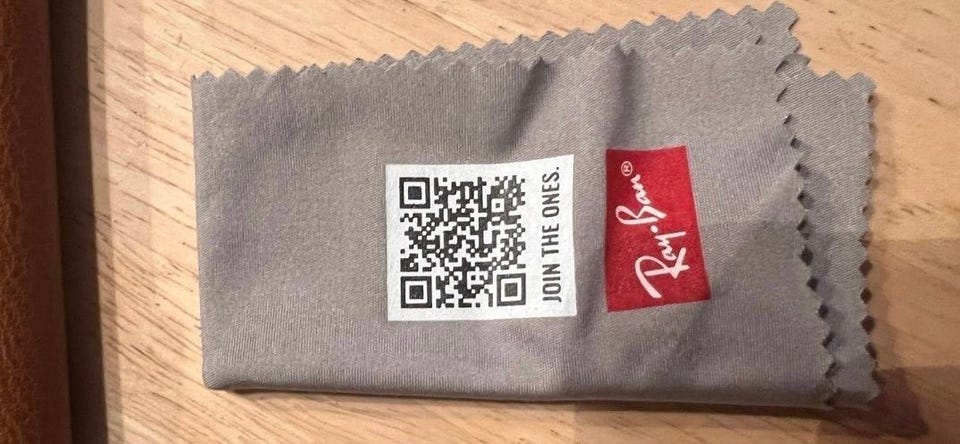 JOIN THE ONES.
Ray-Ban®